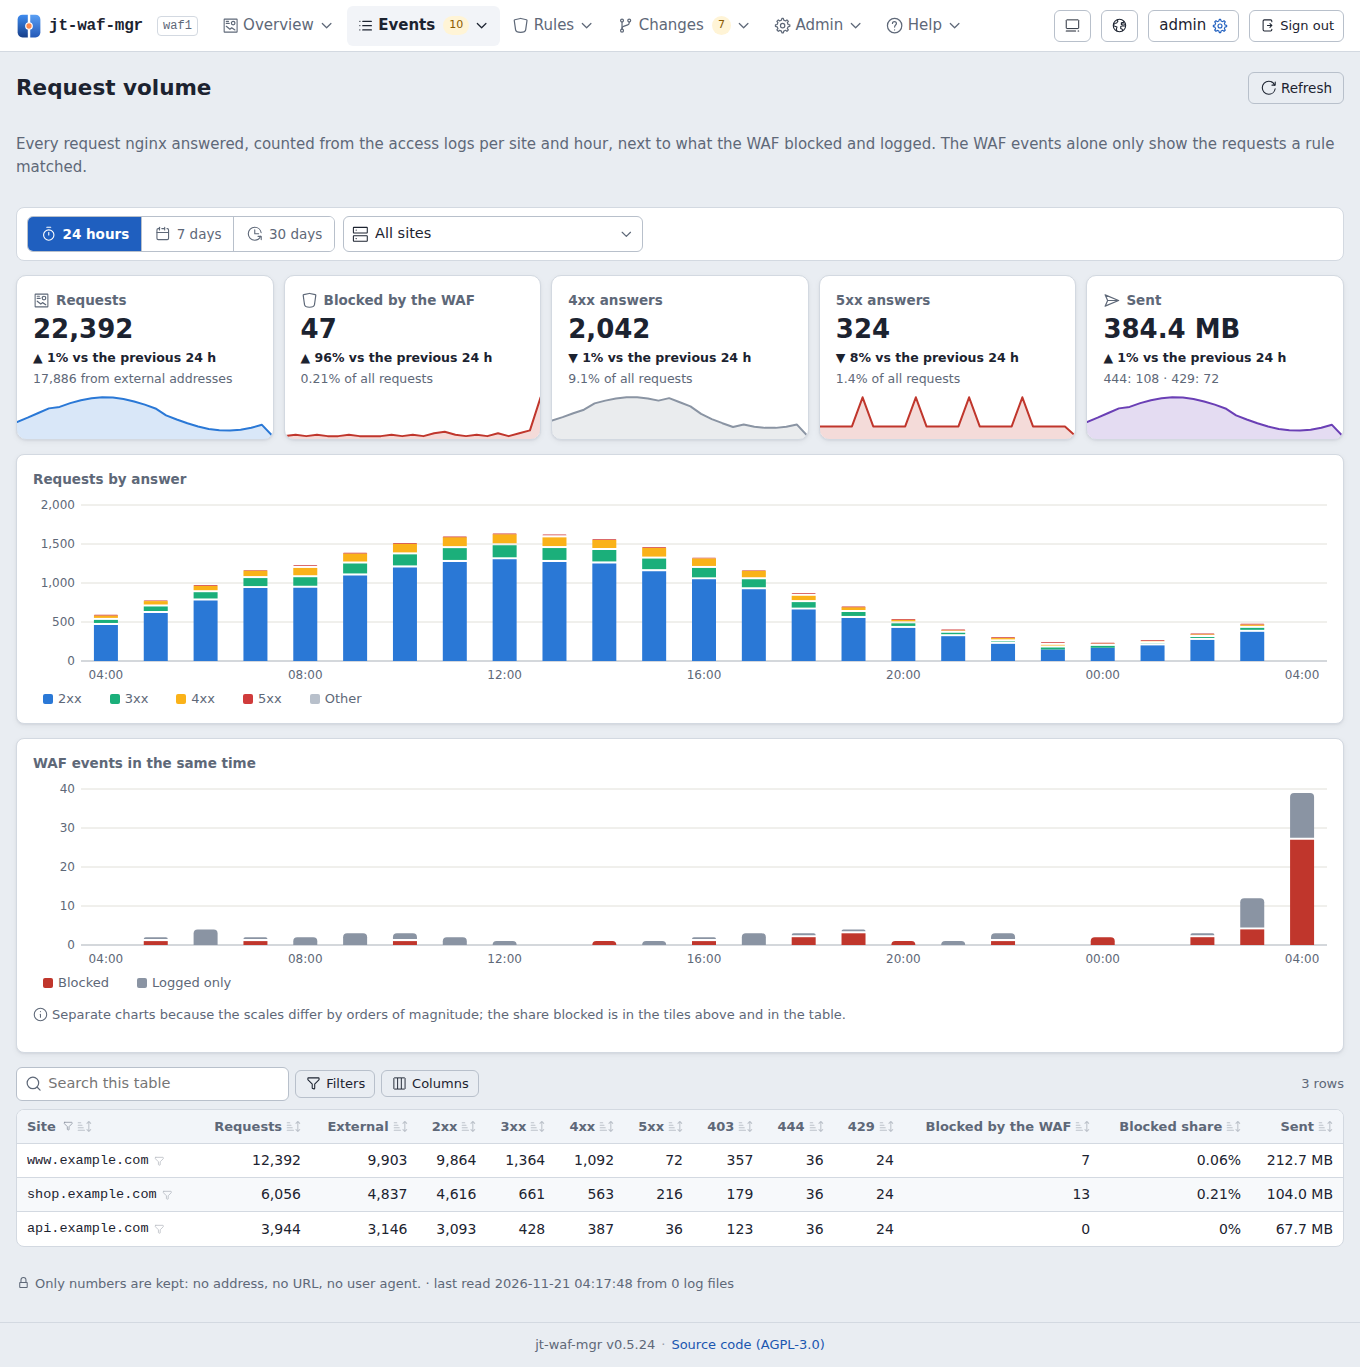 jt-waf-mgr waf1 Overview Events 10 Rules Changes 7 Admin Help admin Sign out
Request volume
Refresh
Every request nginx answered, counted from the access logs per site and hour, next to what the WAF blocked and logged. The WAF events alone only show the requests a rule
matched.
24 hours 7 days 30 days All sites
Requests
22,392
▲ 1% vs the previous 24 h
17,886 from external addresses
Blocked by the WAF
47
▲ 96% vs the previous 24 h
0.21% of all requests
4xx answers
2,042
▼ 1% vs the previous 24 h
9.1% of all requests
5xx answers
324
▼ 8% vs the previous 24 h
1.4% of all requests
Sent
384.4 MB
▲ 1% vs the previous 24 h
444: 108 · 429: 72
Requests by answer
2,000
1,500
1,000
500
0
04:00 08:00 12:00 16:00 20:00 00:00 04:00
2xx 3xx 4xx 5xx Other
WAF events in the same time
40
30
20
10
0
04:00 08:00 12:00 16:00 20:00 00:00 04:00
Blocked Logged only
Separate charts because the scales differ by orders of magnitude; the share blocked is in the tiles above and in the table.
Search this table Filters Columns 3 rows
Site Requests External 2xx 3xx 4xx 5xx 403 444 429 Blocked by the WAF Blocked share Sent
www.example.com 12,392 9,903 9,864 1,364 1,092 72 357 36 24 7 0.06% 212.7 MB
shop.example.com 6,056 4,837 4,616 661 563 216 179 36 24 13 0.21% 104.0 MB
api.example.com 3,944 3,146 3,093 428 387 36 123 36 24 0 0% 67.7 MB
Only numbers are kept: no address, no URL, no user agent. · last read 2026-11-21 04:17:48 from 0 log files
jt-waf-mgr v0.5.24 · Source code (AGPL-3.0)